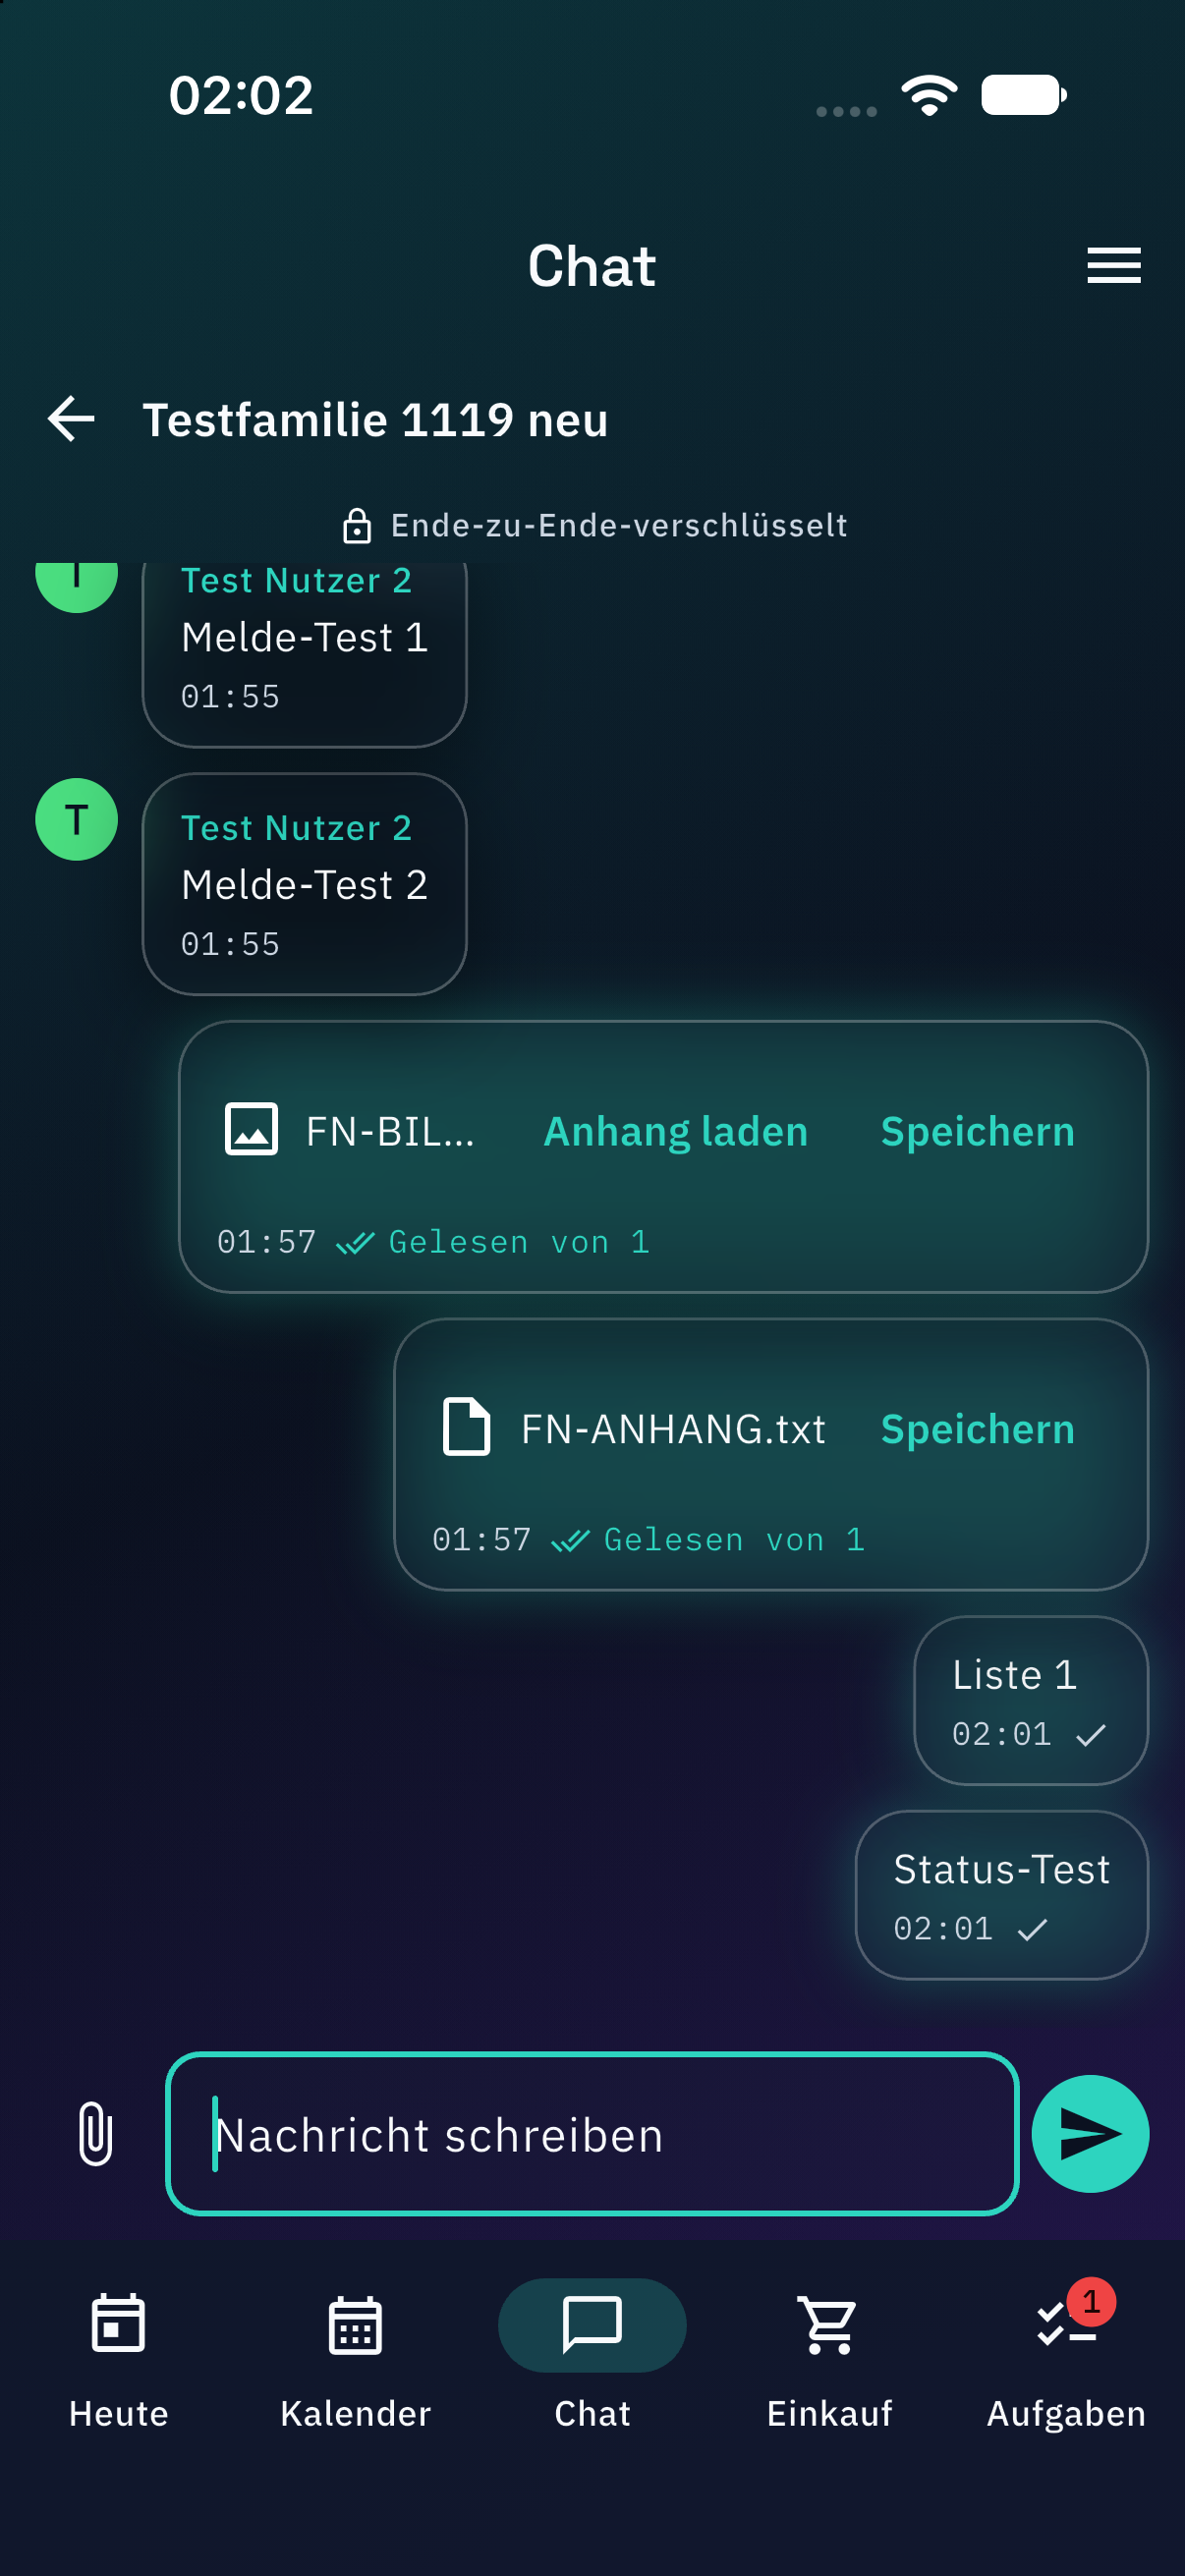 02:02
Chat
Testfamilie 1119 neu
Ende-zu-Ende-verschlüsselt
Test Nutzer 2
Melde-Test 1
01:55
T
Test Nutzer 2
Melde-Test 2
01:55
FN-BIL... Anhang laden Speichern
01:57 Gelesen von 1
FN-ANHANG.txt Speichern
01:57 Gelesen von 1
Liste 1
02:01
Status-Test
02:01
Nachricht schreiben
1
Heute Kalender Chat Einkauf Aufgaben